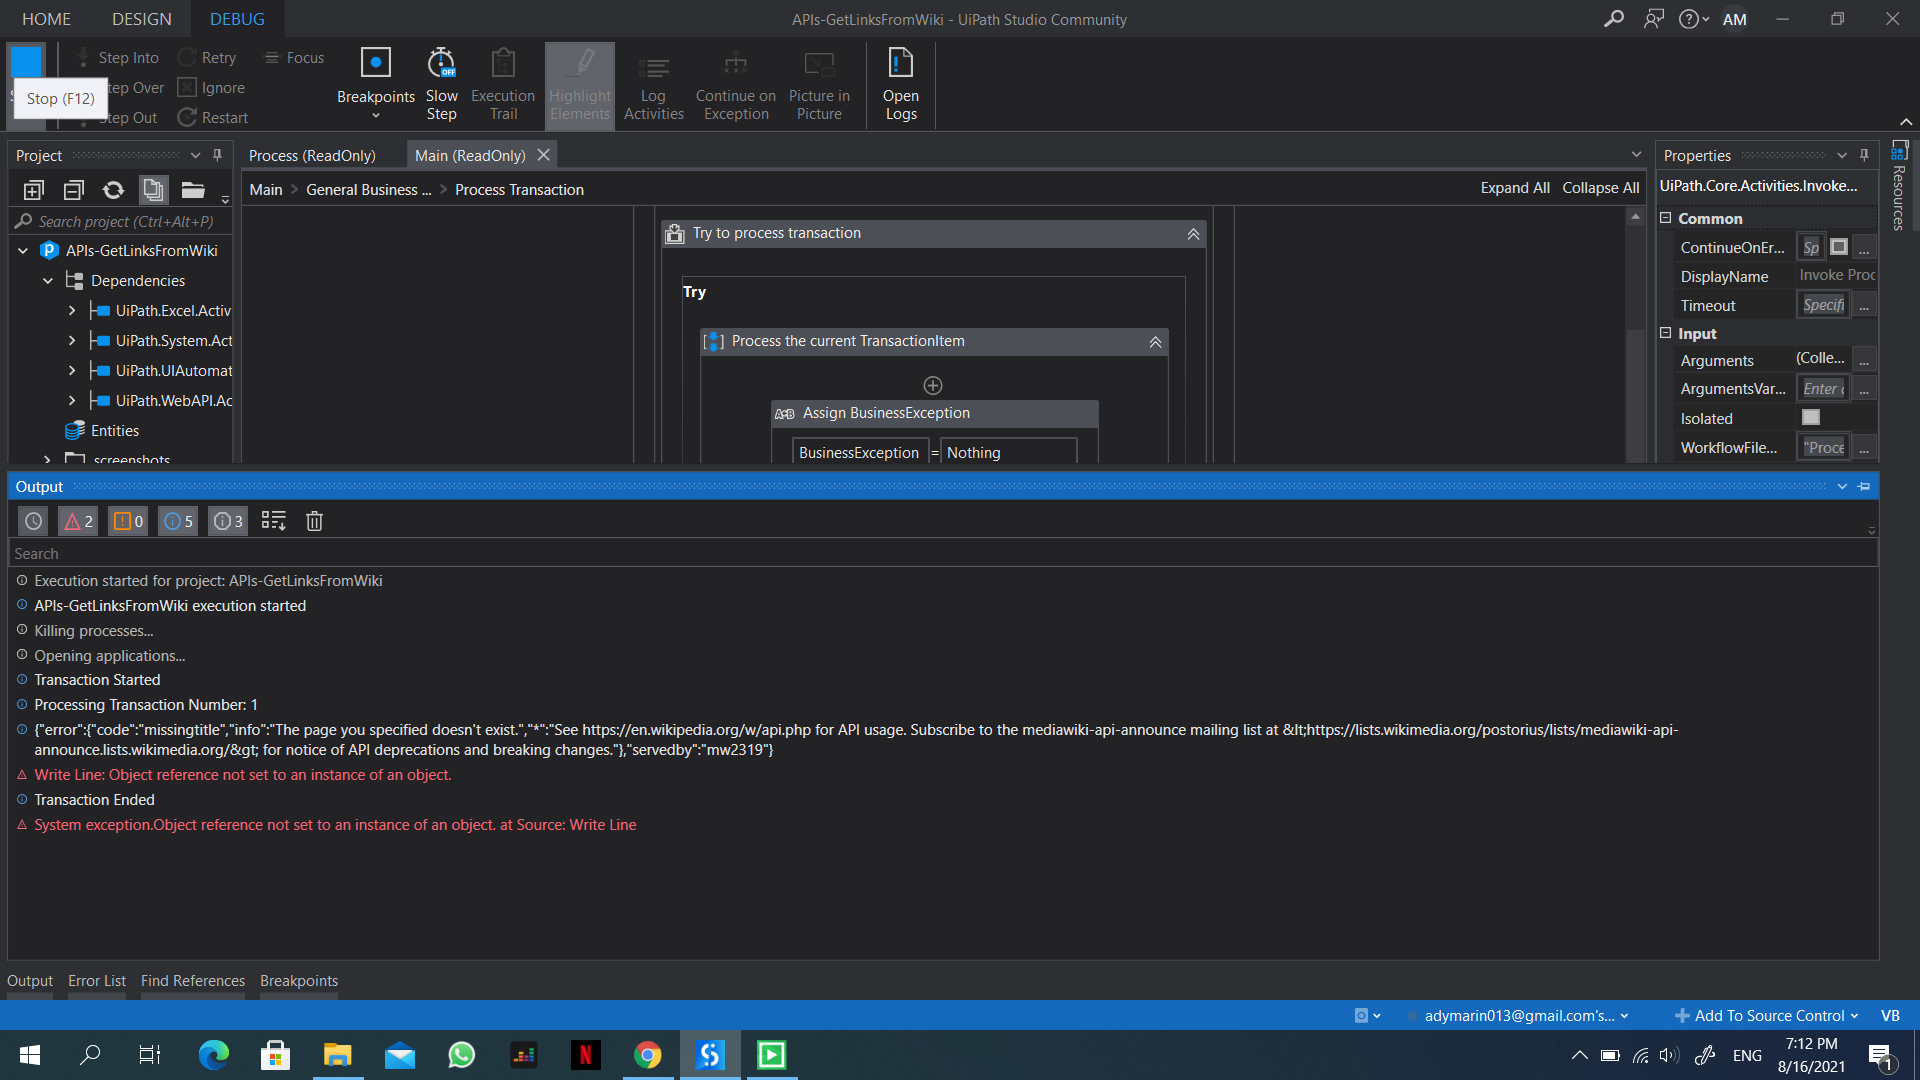 HOME DESIGN DEBUG
APIs-GetLinksFromWiki - UiPath Studio Community
AM
Stop (F12)
Step Into
tep Over
tep Out
Retry
Ignore
Restart
Focus
Breakpoints
Slow
Step
OFF
Execution
Trail
Highlight
Elements
Log
Activities
Continue on
Exception
Picture in
Picture
Open
Logs
Project
Search project (Ctrl+Alt+P)
APIs-GetLinksFromWiki
Dependencies
UiPath.Excel.Activ
UiPath.System.Act
UiPath.UIAutomat
UiPath.WebAPI.Ac
Entities
screenshots
Process (ReadOnly)
Main (ReadOnly)
Main > General Business ... > Process Transaction
Expand All Collapse All
Try to process transaction
Try
Process the current TransactionItem
A=B Assign BusinessException
BusinessException = Nothing
Properties
UiPath.Core.Activities.Invoke...
Common
ContinueOnEr... Sp ...
DisplayName Invoke Proc
Timeout Specifi ...
Input
Arguments (Colle... ...
ArgumentsVar... Enter ...
Isolated
WorkflowFile... "Proce ...
Resources
Output
2 0 5 3
Search
Execution started for project: APIs-GetLinksFromWiki
APIs-GetLinksFromWiki execution started
Killing processes...
Opening applications...
Transaction Started
Processing Transaction Number: 1
{"error":{"code":"missingtitle","info":"The page you specified doesn't exist.","*":"See https://en.wikipedia.org/w/api.php for API usage. Subscribe to the mediawiki-api-announce mailing list at &lt;https://lists.wikimedia.org/postorius/lists/mediawiki-api-
announce.lists.wikimedia.org/&gt; for notice of API deprecations and breaking changes."},"servedby":"mw2319"}
Write Line: Object reference not set to an instance of an object.
Transaction Ended
System exception.Object reference not set to an instance of an object. at Source: Write Line
Output Error List Find References Breakpoints
adymarin013@gmail.com's...
Add To Source Control
VB
N
ENG
7:12 PM
8/16/2021
1